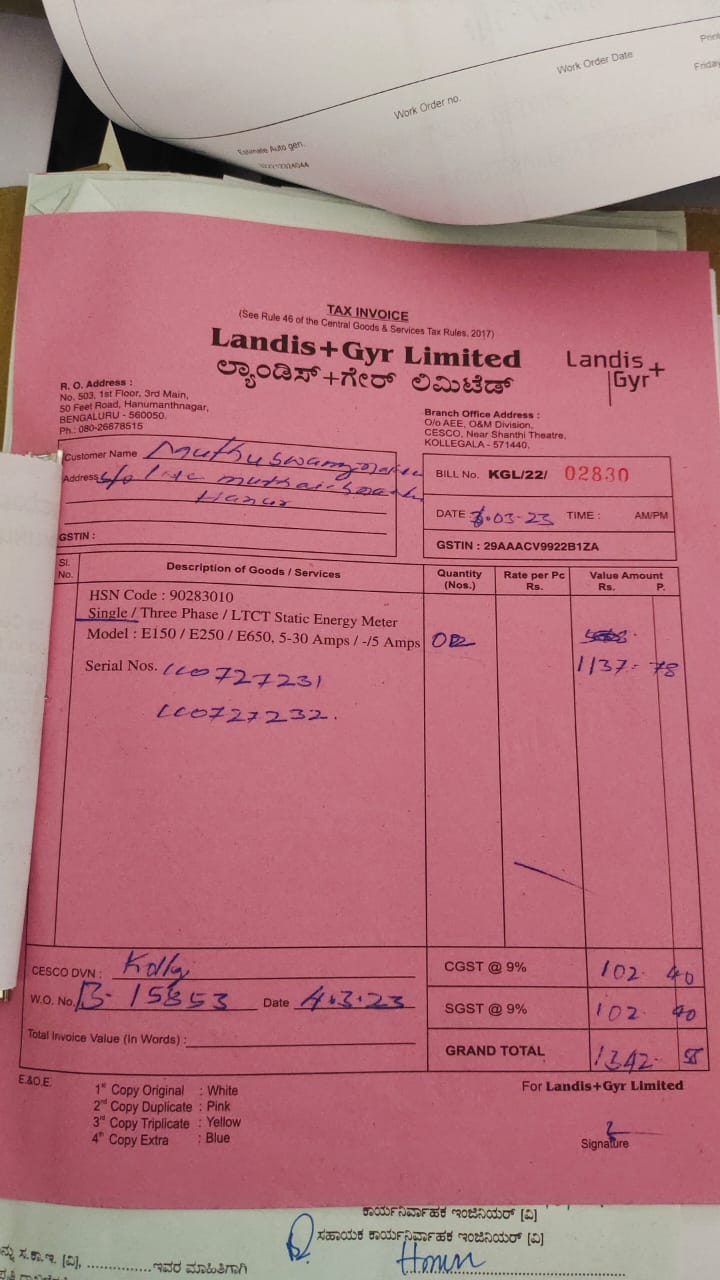 Work Order no.
Work Order Date
Friday
Estimate Auto gen.
TAX INVOICE
(See Rule 46 of the Central Goods & Services Tax Rules, 2017)
Landis+Gyr Limited
ಲ್ಯಾಂಡಿಸ್+ಗೇರ್ ಲಿಮಿಟೆಡ್
Landis
Gyr+
R. O. Address :
No. 503, 1st Floor, 3rd Main,
50 Feet Road, Hanumanthnagar,
BENGALURU - 560050.
Ph.: 080-26678515
Branch Office Address :
O/o AEE, O&M Division,
CESCO, Near Shanthi Theatre,
KOLLEGALA - 571440.
Customer Name
Address S/o
Hanur
GSTIN :
BILL No. KGL/22/ 02830
DATE : .03-23 TIME : AM/PM
GSTIN : 29AAACV9922B1ZA
Sl. No. Description of Goods / Services Quantity (Nos.) Rate per Pc Rs. Value Amount Rs. P.
HSN Code : 90283010
Single / Three Phase / LTCT Static Energy Meter
Model : E150 / E250 / E650, 5-30 Amps / -/5 Amps 02
1137- 78
Serial Nos. 110727231
110727232.
CESCO DVN :
W.O. No. B- 15853 Date 4.3.23
Total Invoice Value (In Words) :
CGST @ 9% 102. 40
SGST @ 9% 102. 40
GRAND TOTAL 1342- 58
E.&O.E.
1st Copy Original : White
2nd Copy Duplicate : Pink
3rd Copy Triplicate : Yellow
4th Copy Extra : Blue
For Landis+Gyr Limited
Signature
ಕಾರ್ಯನಿರ್ವಾಹಕ ಇಂಜಿನಿಯರ್ [ವಿ]
ಸಹಾಯಕ ಕಾರ್ಯನಿರ್ವಾಹಕ ಇಂಜಿನಿಯರ್ [ವಿ]
ಸ.ಕಾ.ಇ. [ವಿ], ಇವರ ಮಾಹಿತಿಗಾಗಿ